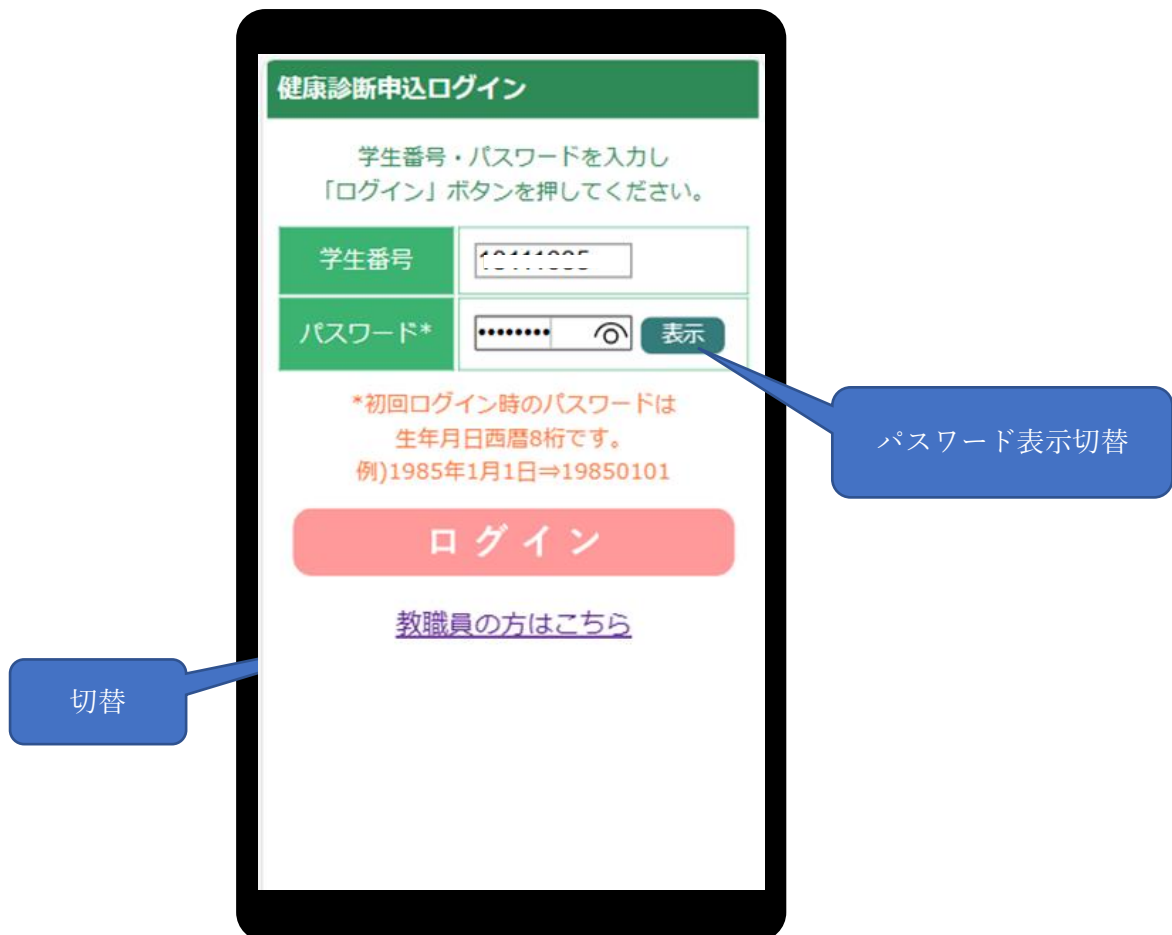 健康診断申込ログイン
学生番号・パスワードを入力し
「ログイン」ボタンを押してください。
学生番号
パスワード*
••••••••
表示
*初回ログイン時のパスワードは
生年月日西暦8桁です。
例)1985年1月1日⇒19850101
パスワード表示切替
ログイン
教職員の方はこちら
切替